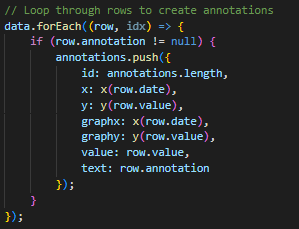 // Loop through rows to create annotations
data.forEach((row, idx) => {
    if (row.annotation != null) {
        annotations.push({
            id: annotations.length,
            x: x(row.date),
            y: y(row.value),
            graphx: x(row.date),
            graphy: y(row.value),
            value: row.value,
            text: row.annotation
        });
    }
});